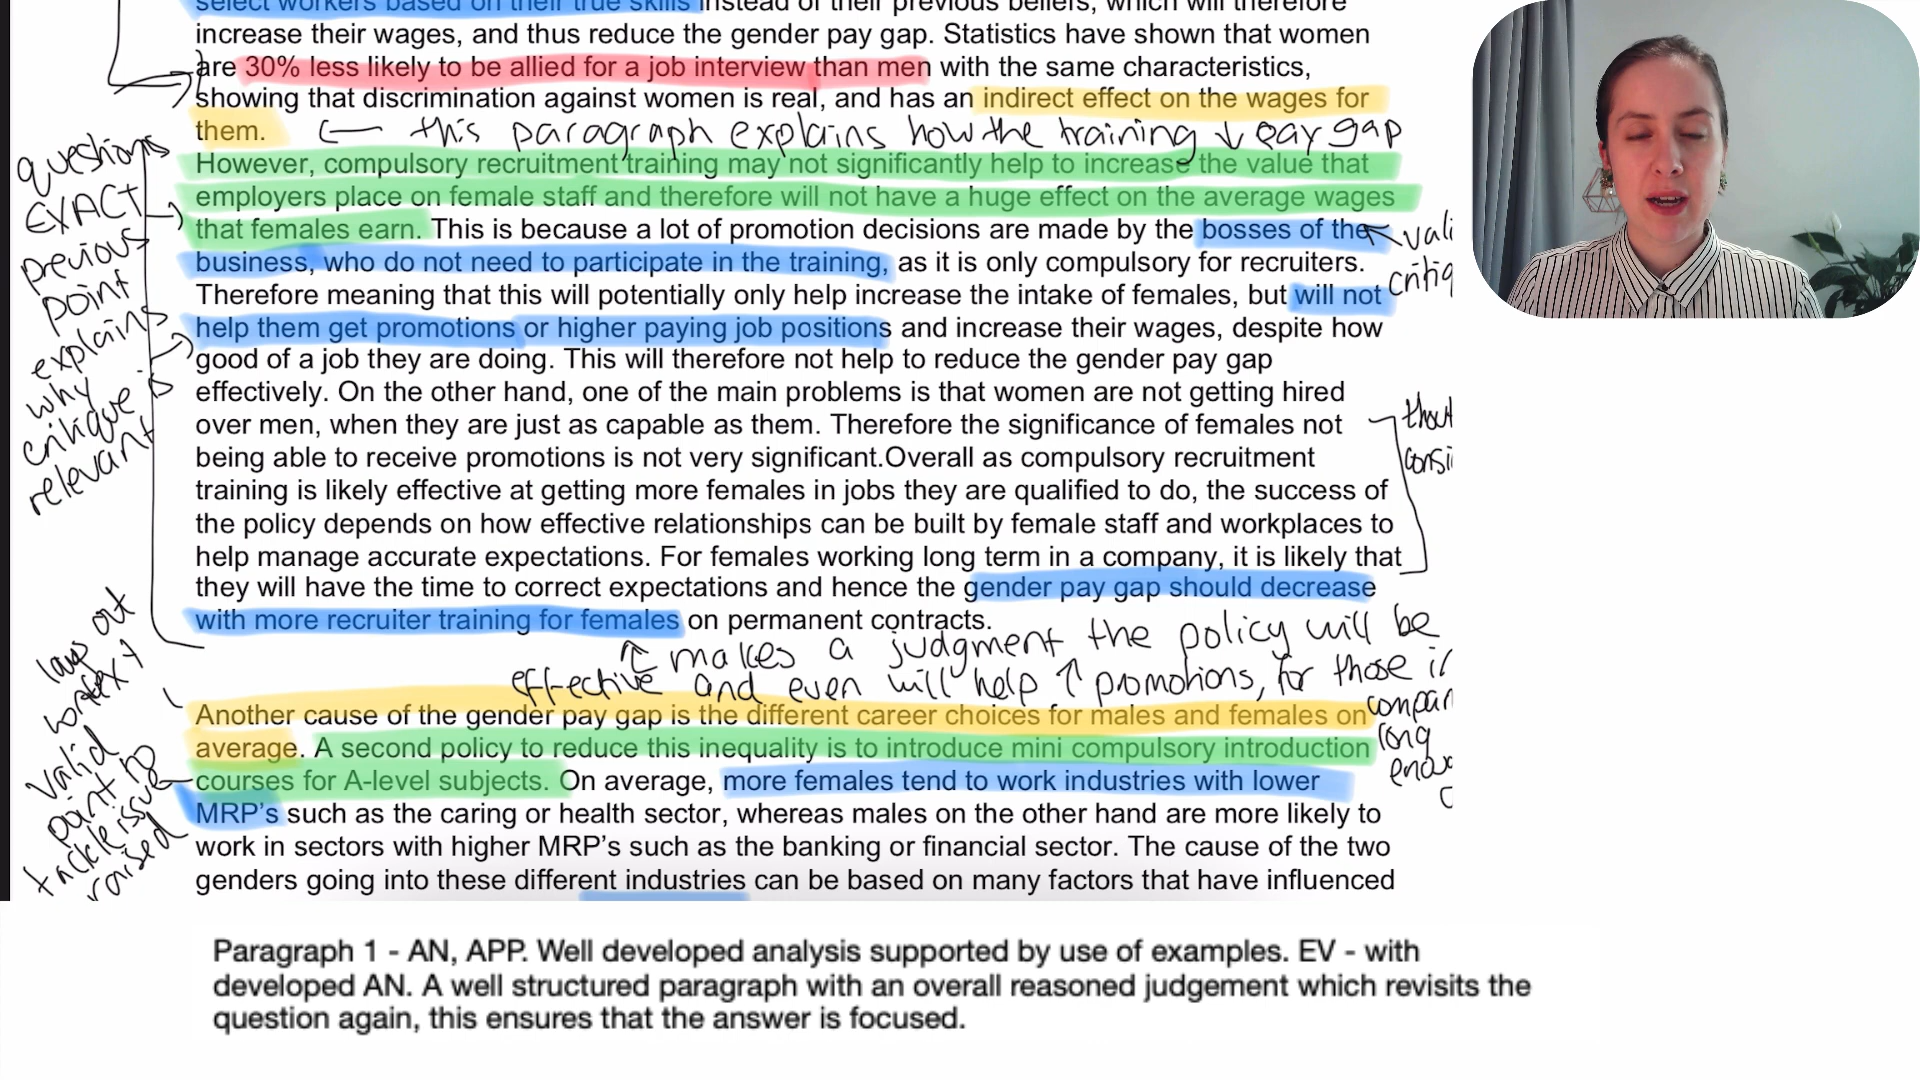 select workers based on their true skills instead of their previous beliefs, which will therefore
increase their wages, and thus reduce the gender pay gap. Statistics have shown that women
are 30% less likely to be allied for a job interview than men with the same characteristics,
showing that discrimination against women is real, and has an indirect effect on the wages for
them.
← this paragraph explains how the training ↓ pay gap
However, compulsory recruitment training may not significantly help to increase the value that
employers place on female staff and therefore will not have a huge effect on the average wages
that females earn. This is because a lot of promotion decisions are made by the bosses of the
business, who do not need to participate in the training, as it is only compulsory for recruiters.
Therefore meaning that this will potentially only help increase the intake of females, but will not
help them get promotions or higher paying job positions and increase their wages, despite how
good of a job they are doing. This will therefore not help to reduce the gender pay gap
effectively. On the other hand, one of the main problems is that women are not getting hired
over men, when they are just as capable as them. Therefore the significance of females not
being able to receive promotions is not very significant.Overall as compulsory recruitment
training is likely effective at getting more females in jobs they are qualified to do, the success of
the policy depends on how effective relationships can be built by female staff and workplaces to
help manage accurate expectations. For females working long term in a company, it is likely that
they will have the time to correct expectations and hence the gender pay gap should decrease
with more recruiter training for females on permanent contracts.
questions
EXACT
previous
point
explains
why
critique is
relevant
↑ makes a judgment the policy will be
effective and even will help ↑ promotions, for those
long
lays out
context
valid
point to
tackle issue
raised
Another cause of the gender pay gap is the different career choices for males and females on
average. A second policy to reduce this inequality is to introduce mini compulsory introduction
courses for A-level subjects. On average, more females tend to work industries with lower
MRP's such as the caring or health sector, whereas males on the other hand are more likely to
work in sectors with higher MRP's such as the banking or financial sector. The cause of the two
genders going into these different industries can be based on many factors that have influenced
Paragraph 1 - AN, APP. Well developed analysis supported by use of examples. EV - with
developed AN. A well structured paragraph with an overall reasoned judgement which revisits the
question again, this ensures that the answer is focused.